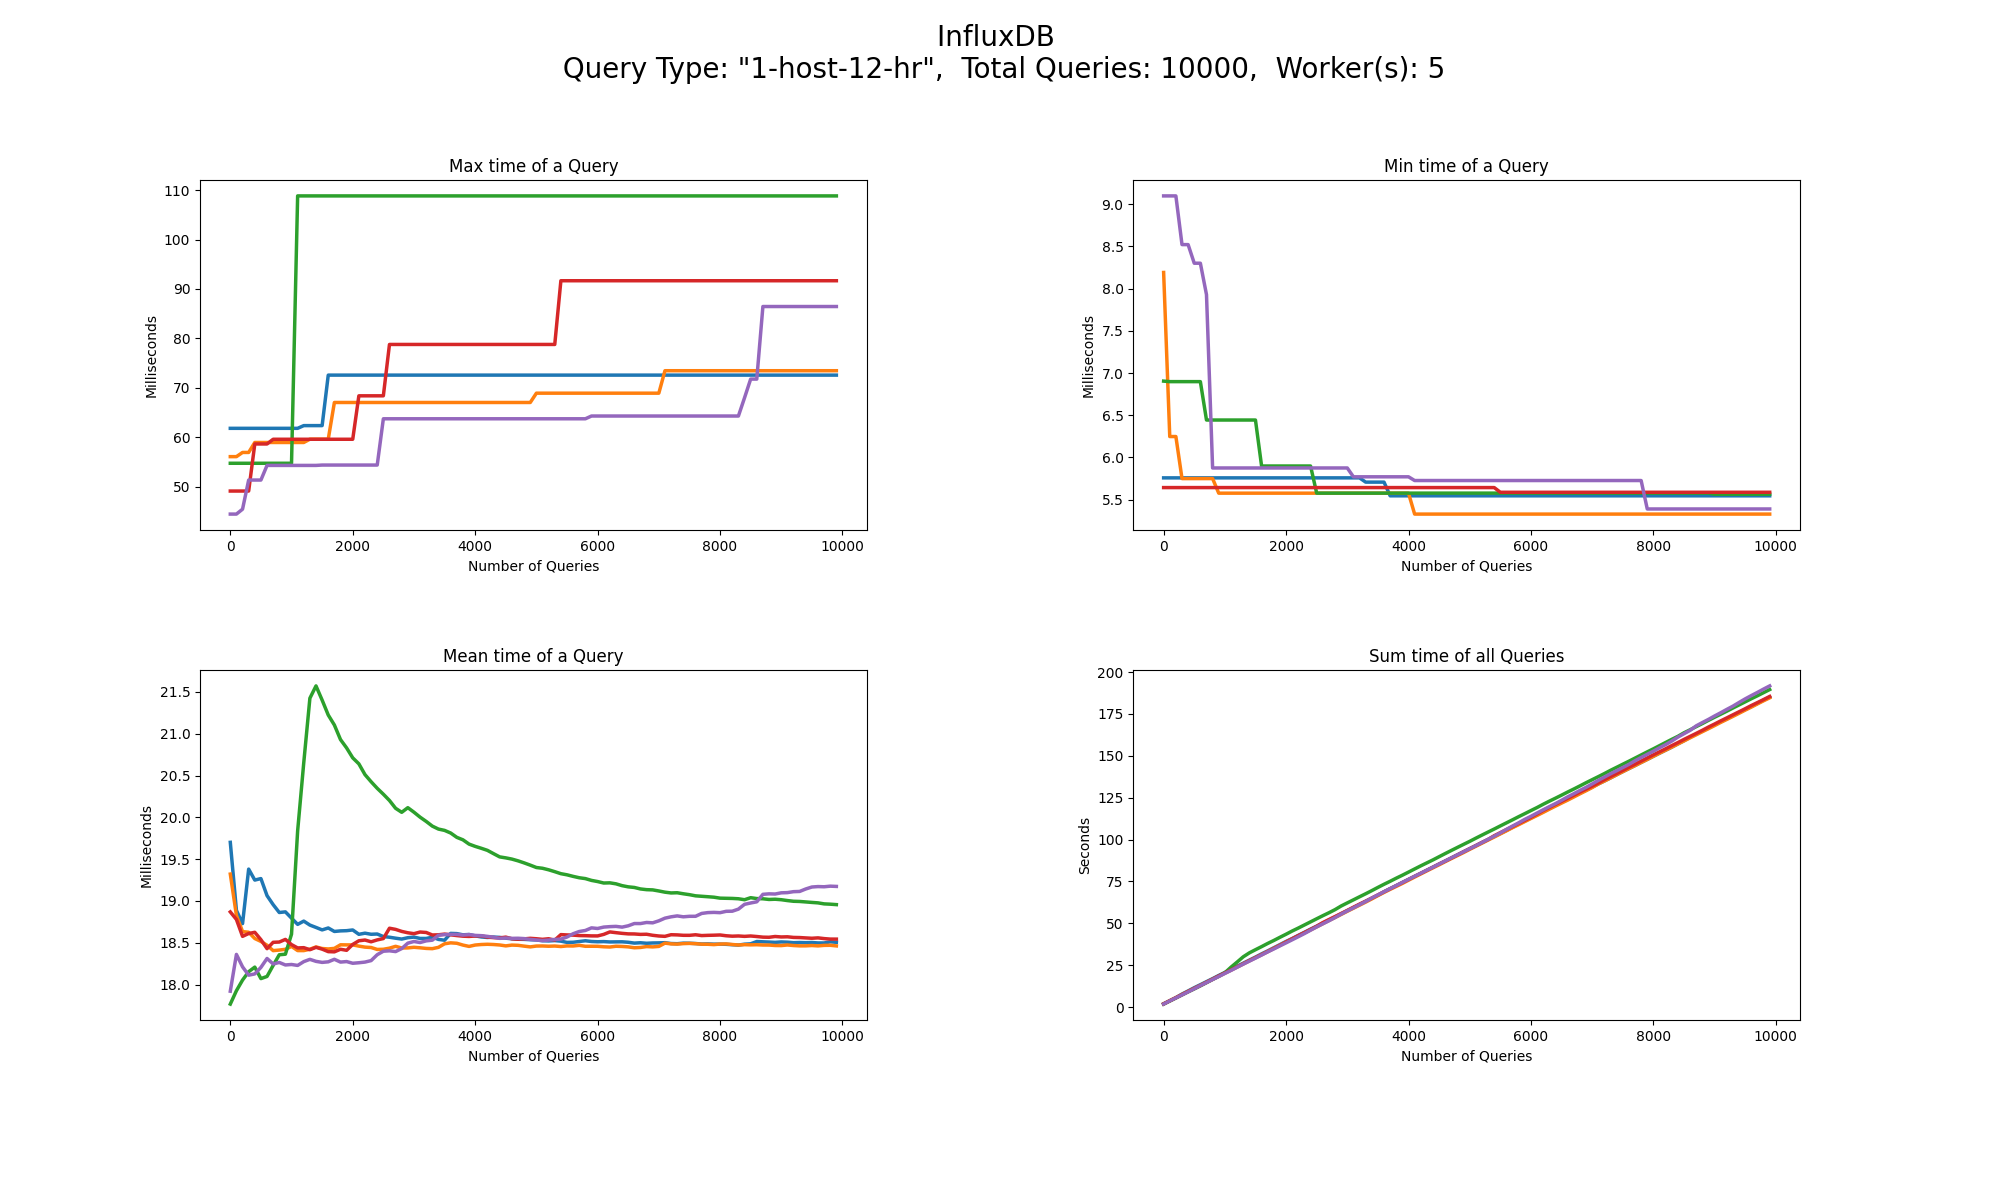 InfluxDB
Query Type: "1-host-12-hr",  Total Queries: 10000,  Worker(s): 5
Max time of a Query
110
100
90
80
70
60
50
Milliseconds
0 2000 4000 6000 8000 10000
Number of Queries
Min time of a Query
9.0
8.5
8.0
7.5
7.0
6.5
6.0
5.5
Milliseconds
0 2000 4000 6000 8000 10000
Number of Queries
Mean time of a Query
21.5
21.0
20.5
20.0
19.5
19.0
18.5
18.0
Milliseconds
0 2000 4000 6000 8000 10000
Number of Queries
Sum time of all Queries
200
175
150
125
100
75
50
25
0
Seconds
0 2000 4000 6000 8000 10000
Number of Queries